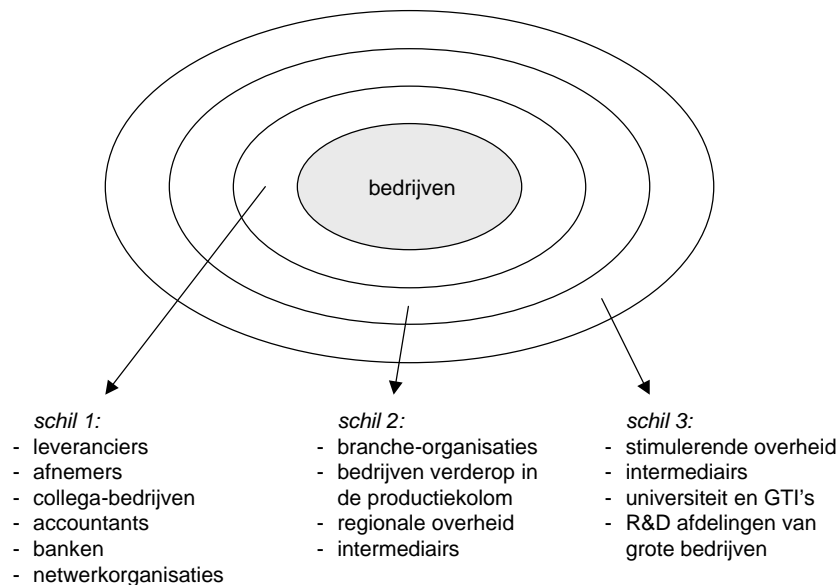 bedrijven
schil 1:
- leveranciers
- afnemers
- collega-bedrijven
- accountants
- banken
- netwerkorganisaties
schil 2:
- branche-organisaties
- bedrijven verderop in
de productiekolom
- regionale overheid
- intermediairs
schil 3:
- stimulerende overheid
- intermediairs
- universiteit en GTI's
- R&D afdelingen van
grote bedrijven